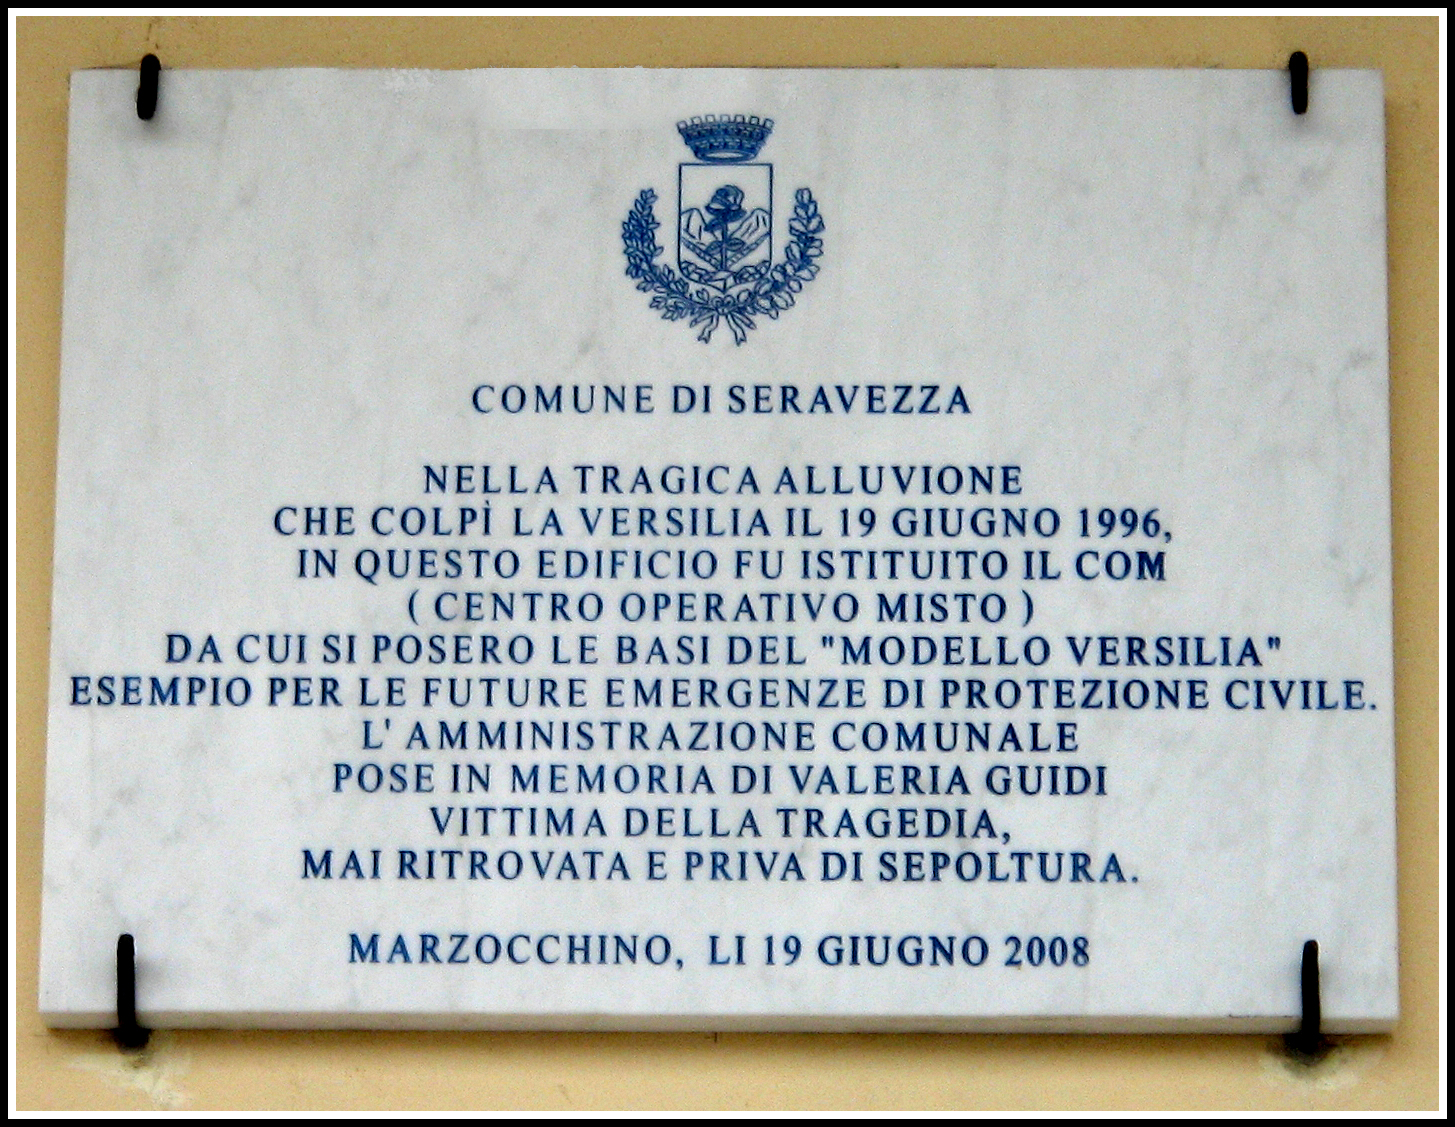 COMUNE DI SERAVEZZA
NELLA TRAGICA ALLUVIONE
CHE COLPÌ LA VERSILIA IL 19 GIUGNO 1996,
IN QUESTO EDIFICIO FU ISTITUITO IL COM
( CENTRO OPERATIVO MISTO )
DA CUI SI POSERO LE BASI DEL "MODELLO VERSILIA"
ESEMPIO PER LE FUTURE EMERGENZE DI PROTEZIONE CIVILE.
L' AMMINISTRAZIONE COMUNALE
POSE IN MEMORIA DI VALERIA GUIDI
VITTIMA DELLA TRAGEDIA,
MAI RITROVATA E PRIVA DI SEPOLTURA.
MARZOCCHINO, LI 19 GIUGNO 2008